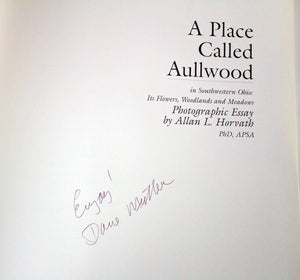 A Place
Called
Aullwood
in Southwestern Ohio:
Its Flowers, Woodlands and Meadows
Photographic Essay
by Allan L. Horvath
PhD, APSA
Enjoy!
Dave